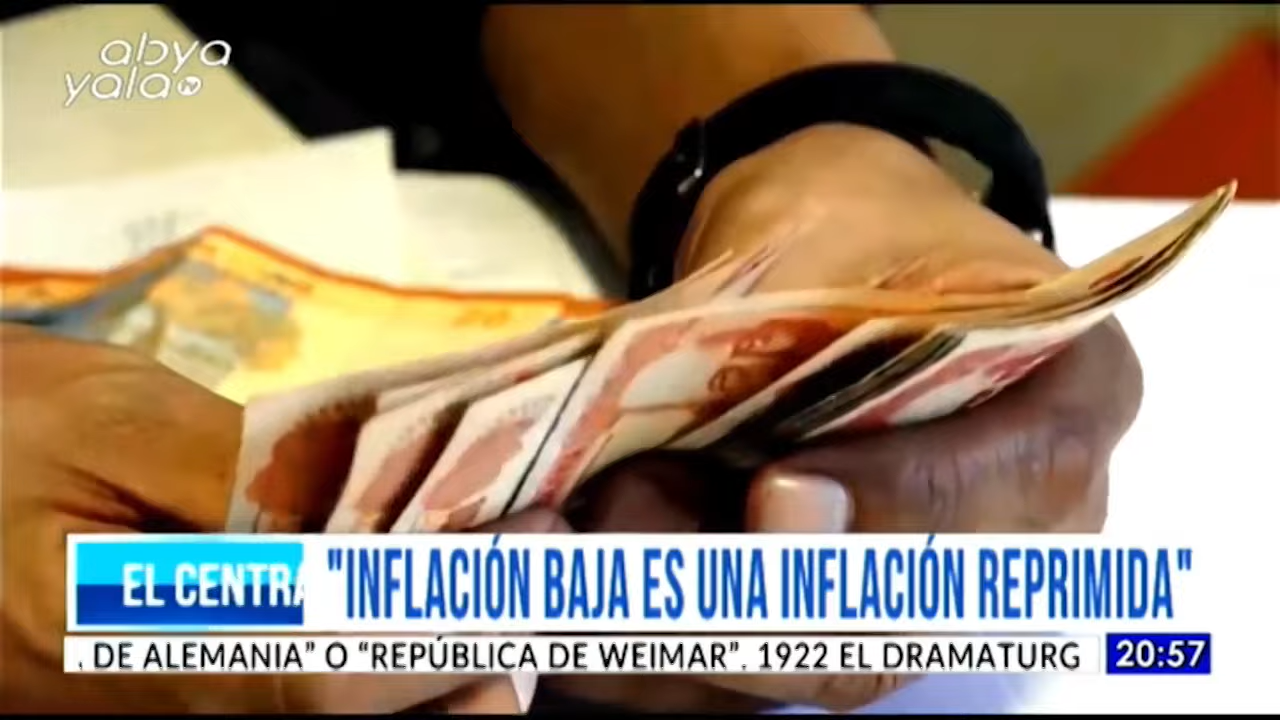 abya
yala tv
EL CENTRA
"INFLACIÓN BAJA ES UNA INFLACIÓN REPRIMIDA"
. DE ALEMANIA” O “REPÚBLICA DE WEIMAR”. 1922 EL DRAMATURG
20:57